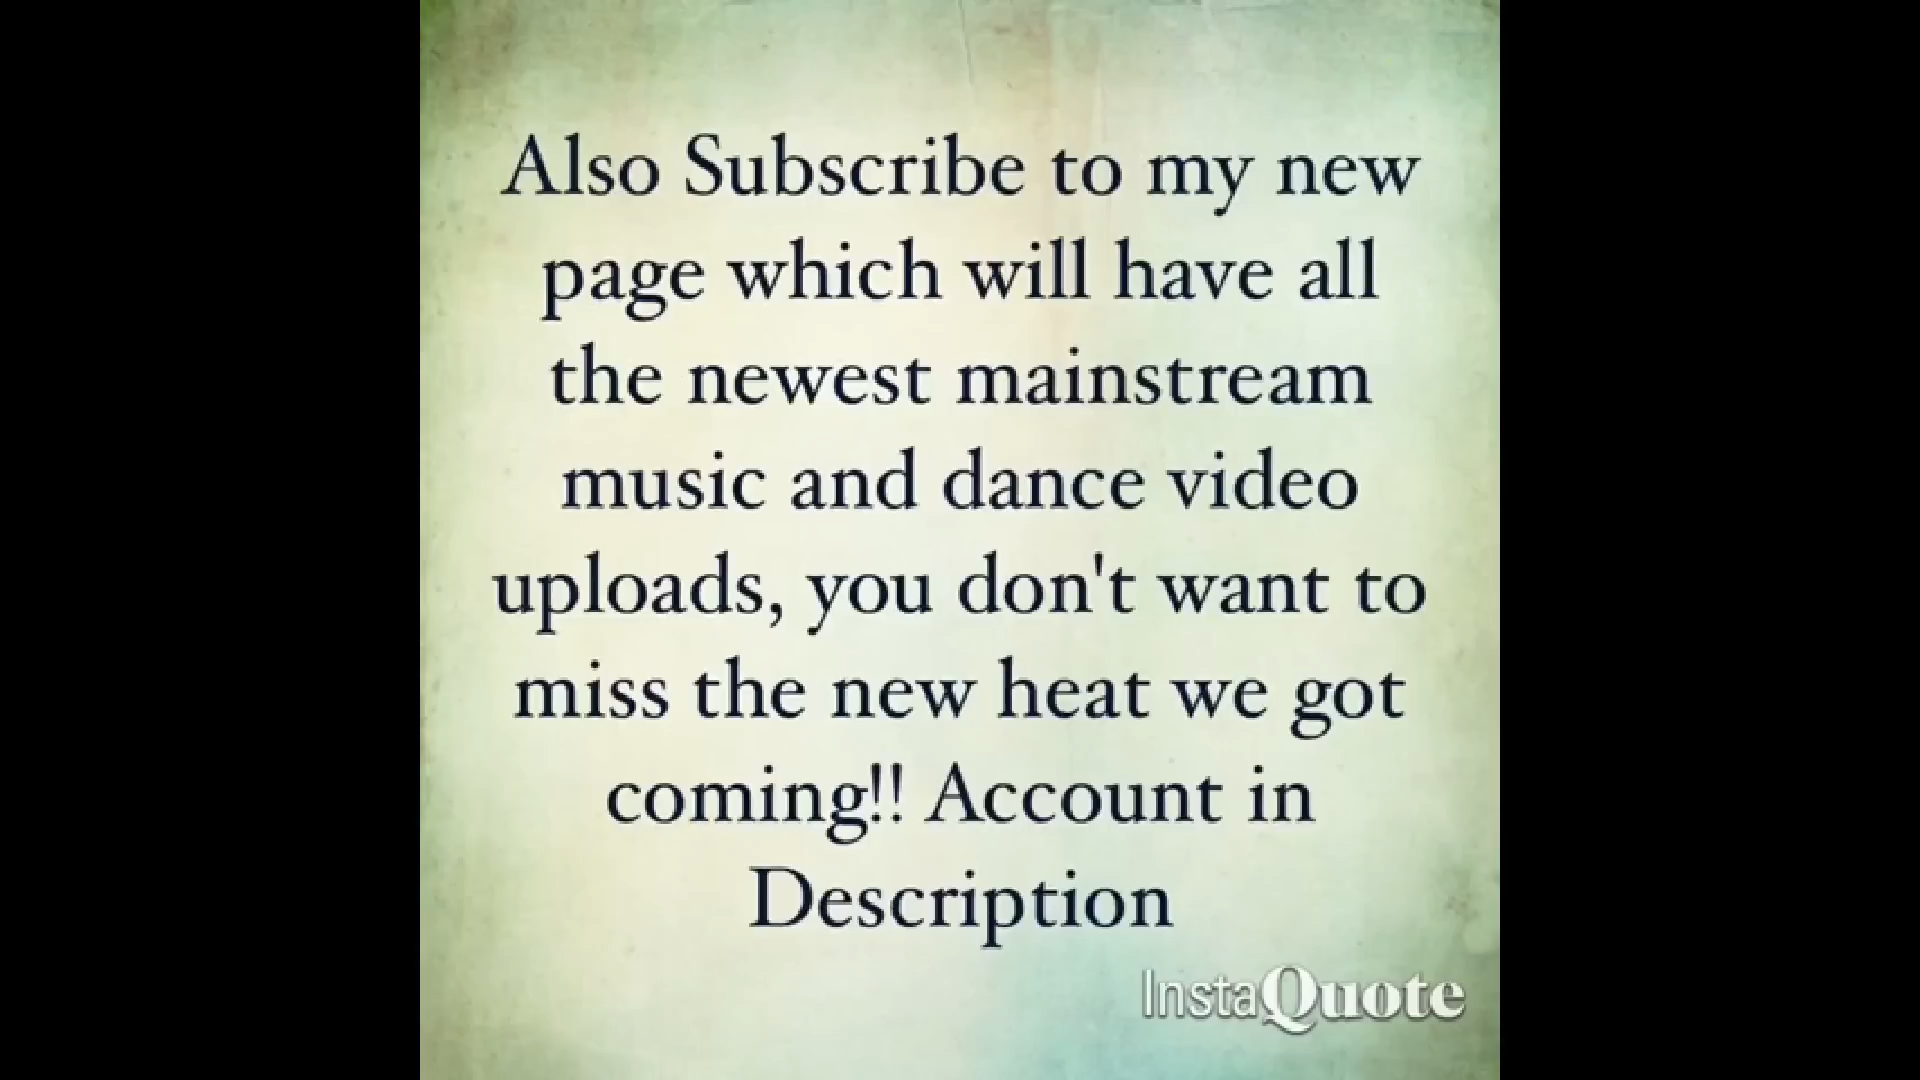 Also Subscribe to my new
page which will have all
the newest mainstream
music and dance video
uploads, you don't want to
miss the new heat we got
coming!! Account in
Description
InstaQuote